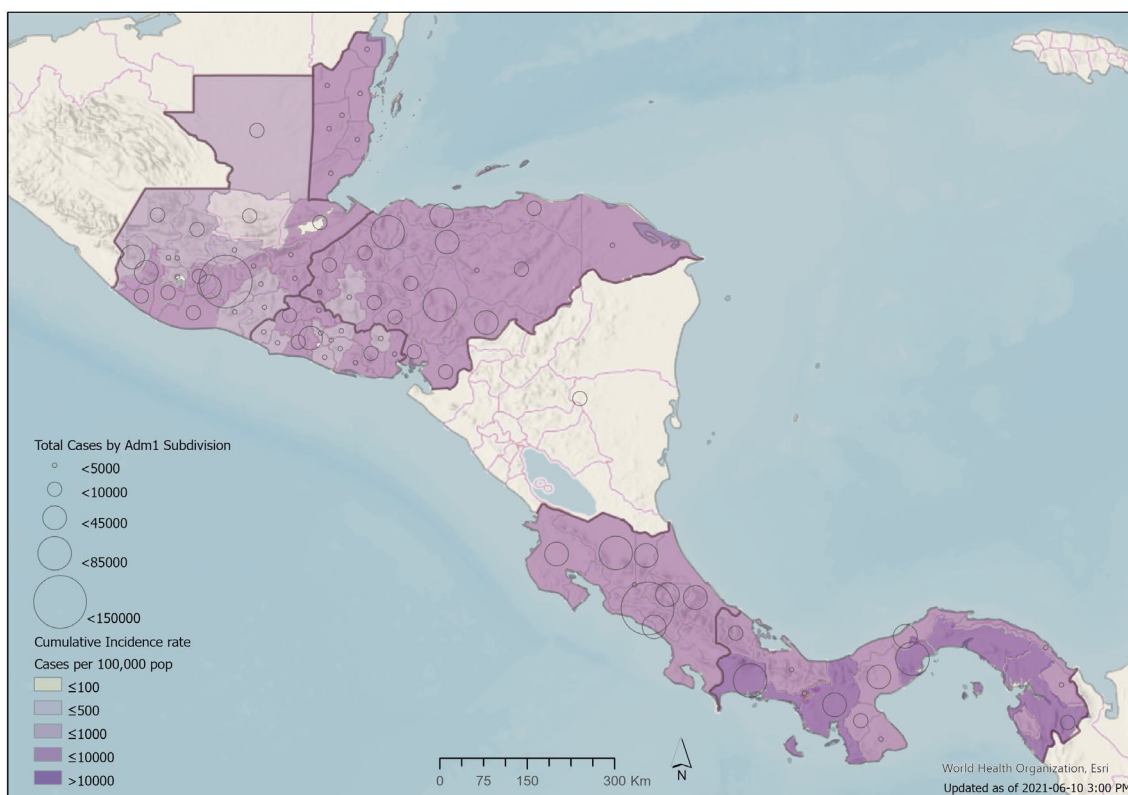 Total Cases by Adm1 Subdivision
<5000
<10000
<45000
<85000
<150000
Cumulative Incidence rate
Cases per 100,000 pop
≤100
≤500
≤1000
≤10000
>10000
0 75 150 300 Km
N
World Health Organization, Esri
Updated as of 2021-06-10 3:00 PM